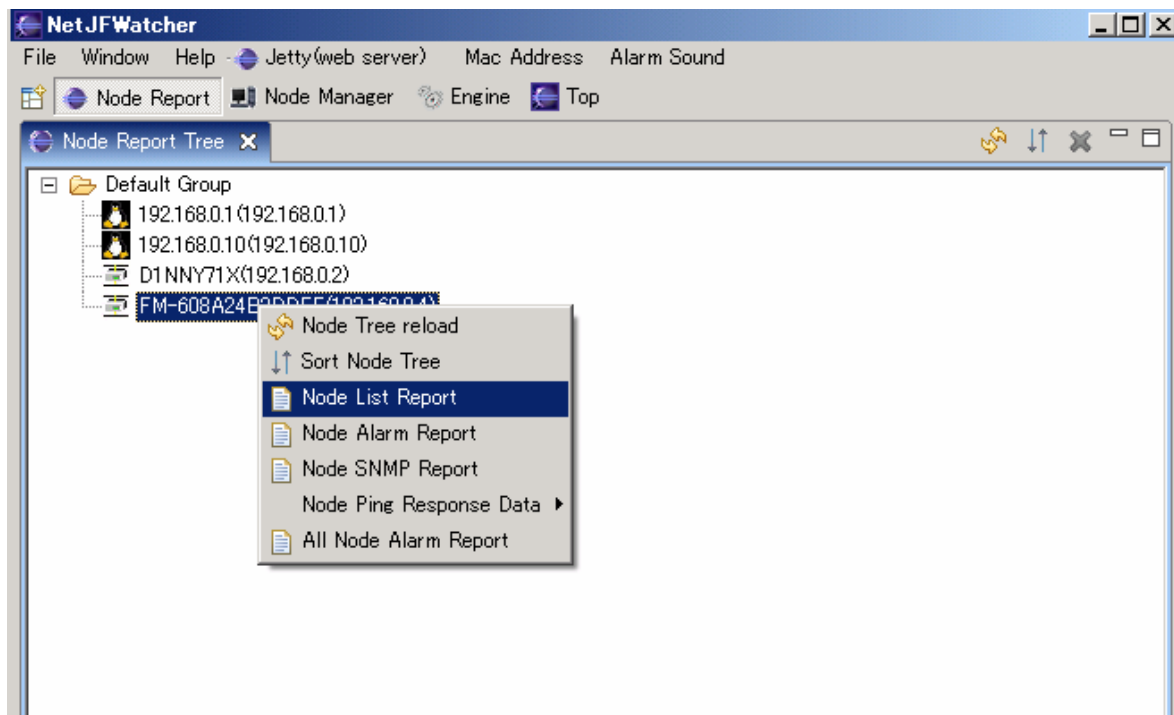 NetJFWatcher
File Window Help Jetty(web server) Mac Address Alarm Sound
Node Report Node Manager Engine Top
Node Report Tree
Default Group
192.168.0.1(192.168.0.1)
192.168.0.10(192.168.0.10)
D1NNY71X(192.168.0.2)
Node Tree reload
Sort Node Tree
Node List Report
Node Alarm Report
Node SNMP Report
Node Ping Response Data
All Node Alarm Report